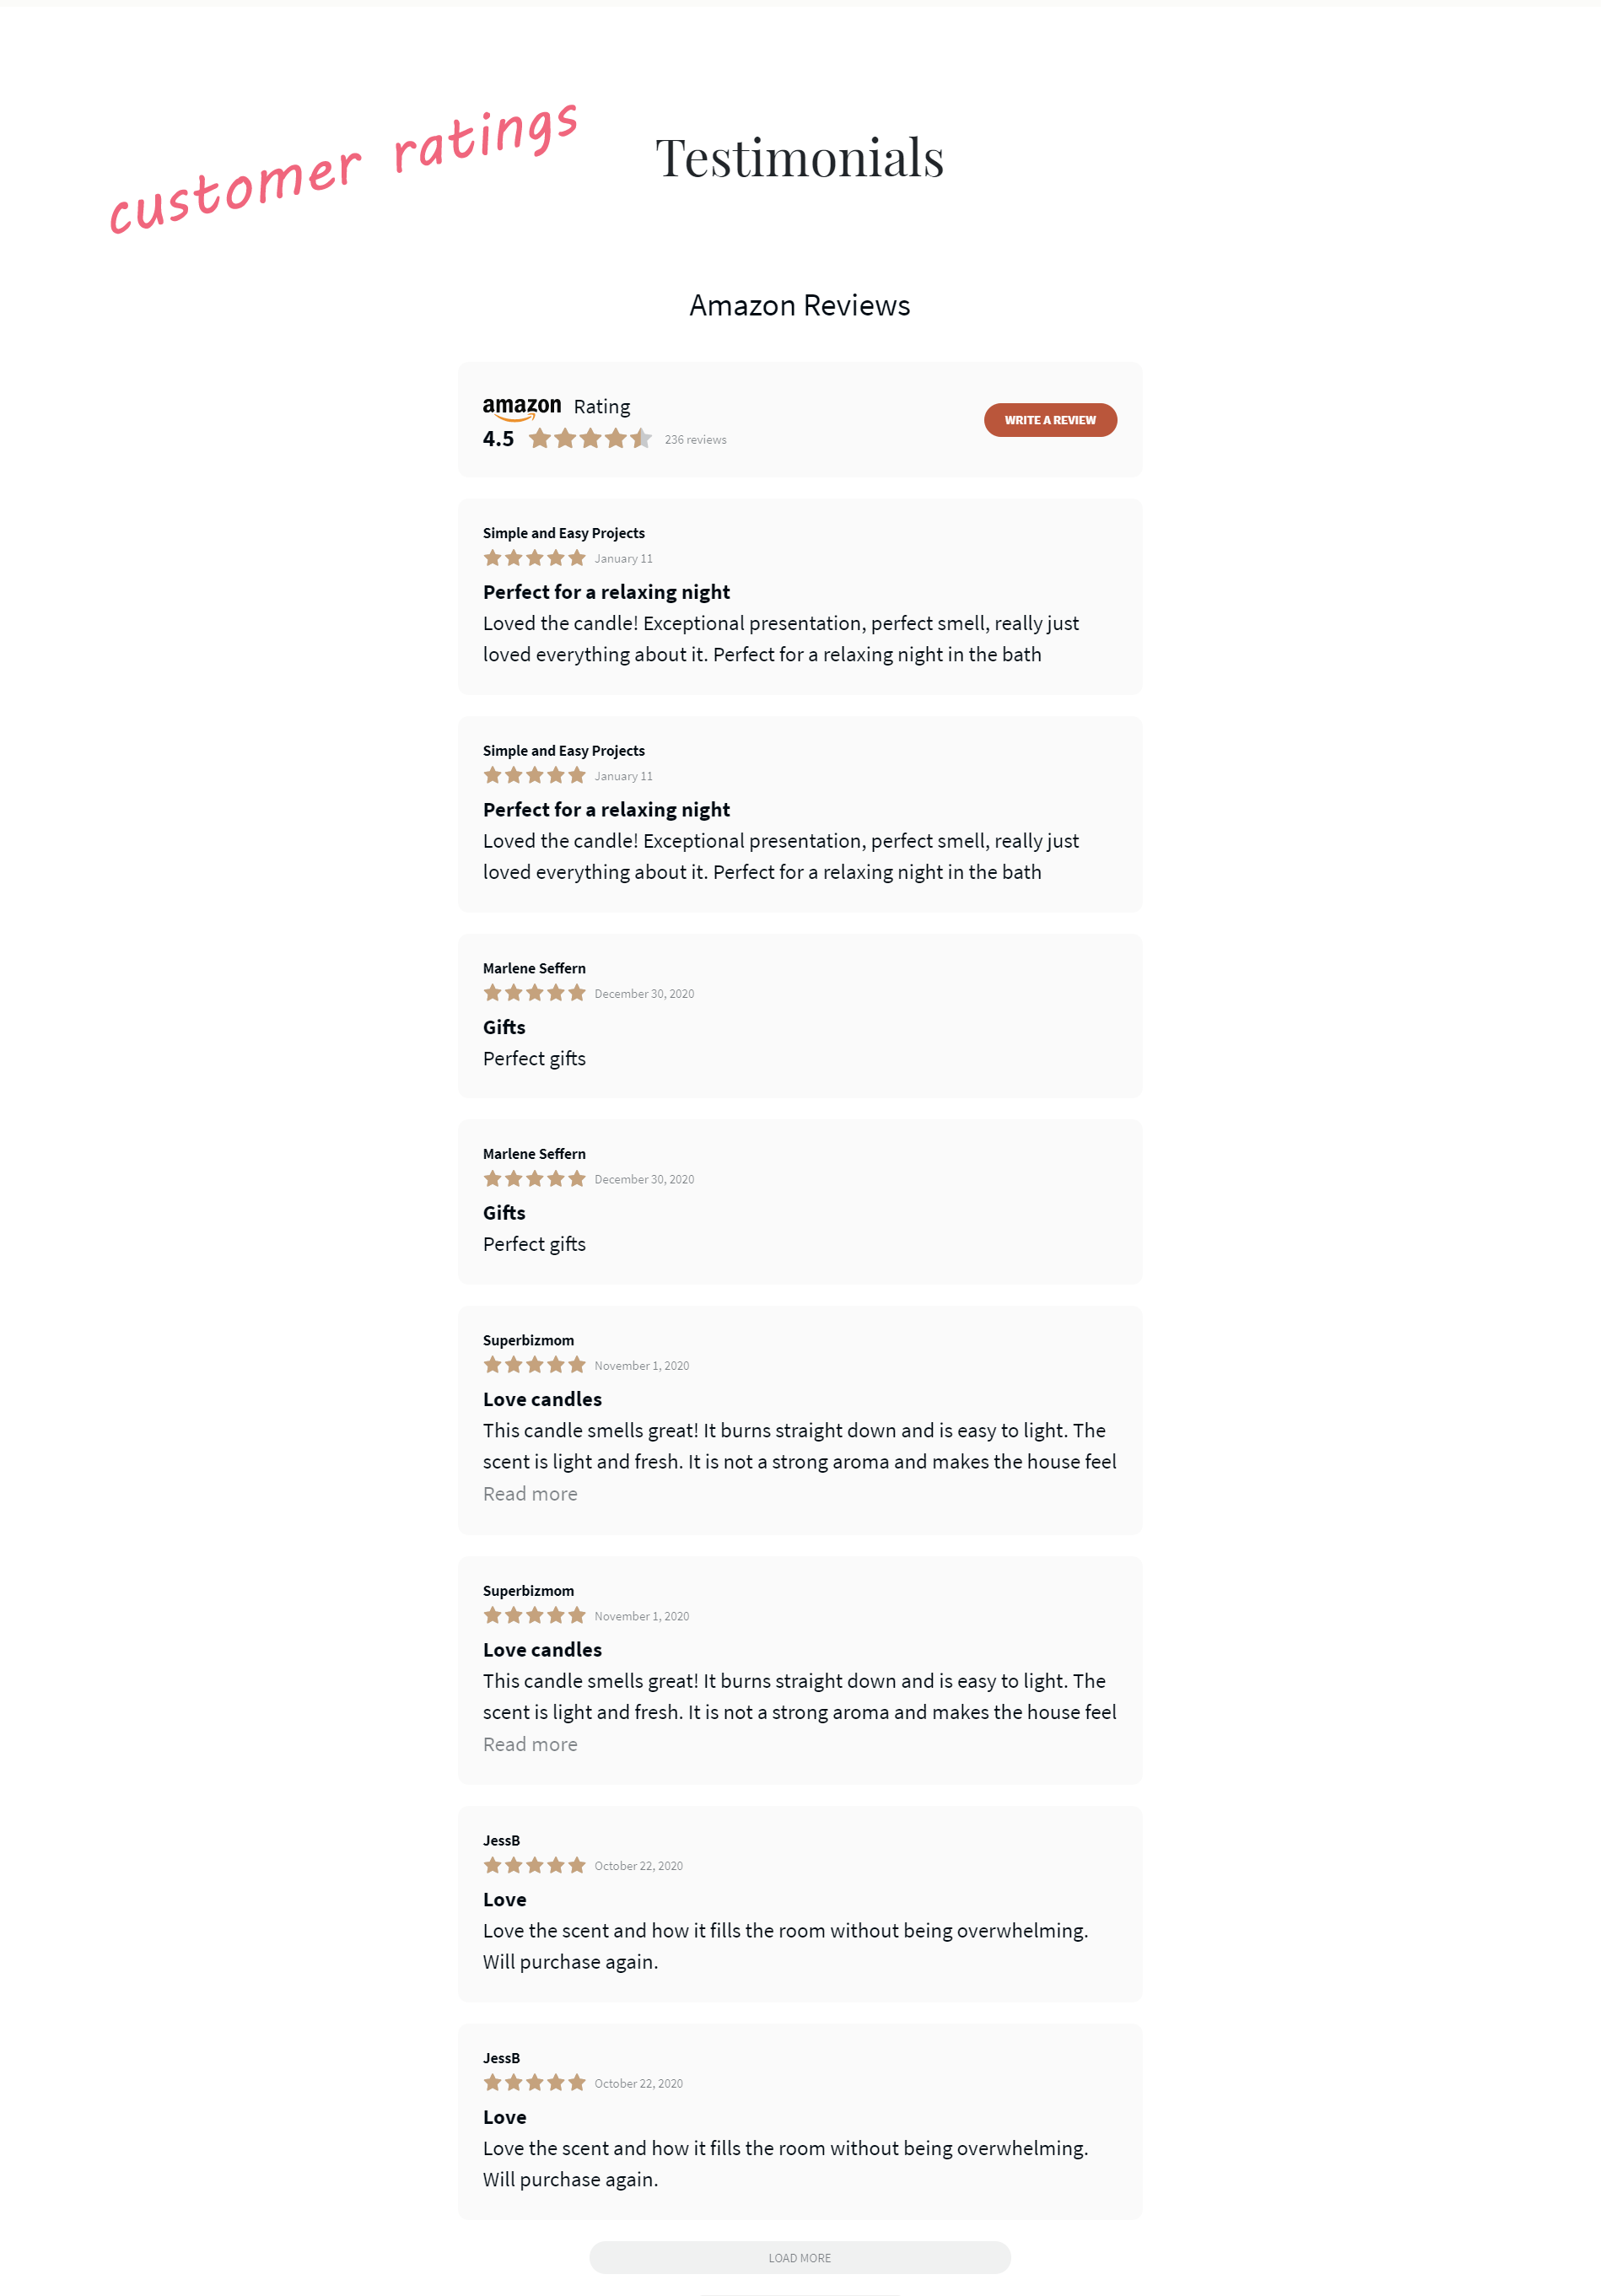 customer ratings
Testimonials
Amazon Reviews
amazon Rating
4.5 236 reviews
WRITE A REVIEW
Simple and Easy Projects
January 11
Perfect for a relaxing night
Loved the candle! Exceptional presentation, perfect smell, really just
loved everything about it. Perfect for a relaxing night in the bath
Simple and Easy Projects
January 11
Perfect for a relaxing night
Loved the candle! Exceptional presentation, perfect smell, really just
loved everything about it. Perfect for a relaxing night in the bath
Marlene Seffern
December 30, 2020
Gifts
Perfect gifts
Marlene Seffern
December 30, 2020
Gifts
Perfect gifts
Superbizmom
November 1, 2020
Love candles
This candle smells great! It burns straight down and is easy to light. The
scent is light and fresh. It is not a strong aroma and makes the house feel
Read more
Superbizmom
November 1, 2020
Love candles
This candle smells great! It burns straight down and is easy to light. The
scent is light and fresh. It is not a strong aroma and makes the house feel
Read more
JessB
October 22, 2020
Love
Love the scent and how it fills the room without being overwhelming.
Will purchase again.
JessB
October 22, 2020
Love
Love the scent and how it fills the room without being overwhelming.
Will purchase again.
LOAD MORE